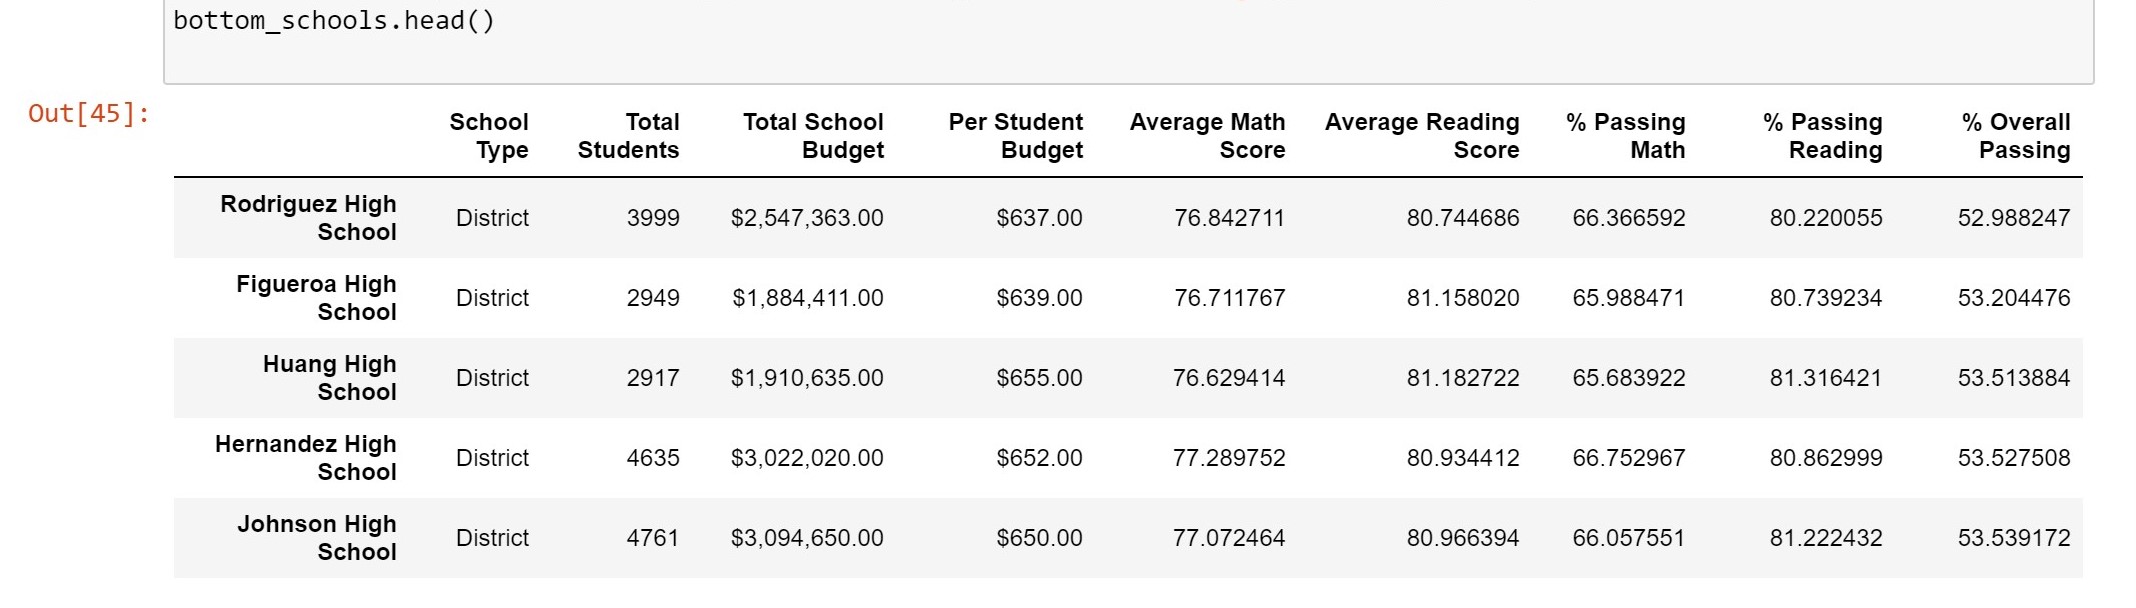 bottom_schools.head()
Out[45]:
School Type Total Students Total School Budget Per Student Budget Average Math Score Average Reading Score % Passing Math % Passing Reading % Overall Passing
Rodriguez High School District 3999 $2,547,363.00 $637.00 76.842711 80.744686 66.366592 80.220055 52.988247
Figueroa High School District 2949 $1,884,411.00 $639.00 76.711767 81.158020 65.988471 80.739234 53.204476
Huang High School District 2917 $1,910,635.00 $655.00 76.629414 81.182722 65.683922 81.316421 53.513884
Hernandez High School District 4635 $3,022,020.00 $652.00 77.289752 80.934412 66.752967 80.862999 53.527508
Johnson High School District 4761 $3,094,650.00 $650.00 77.072464 80.966394 66.057551 81.222432 53.539172